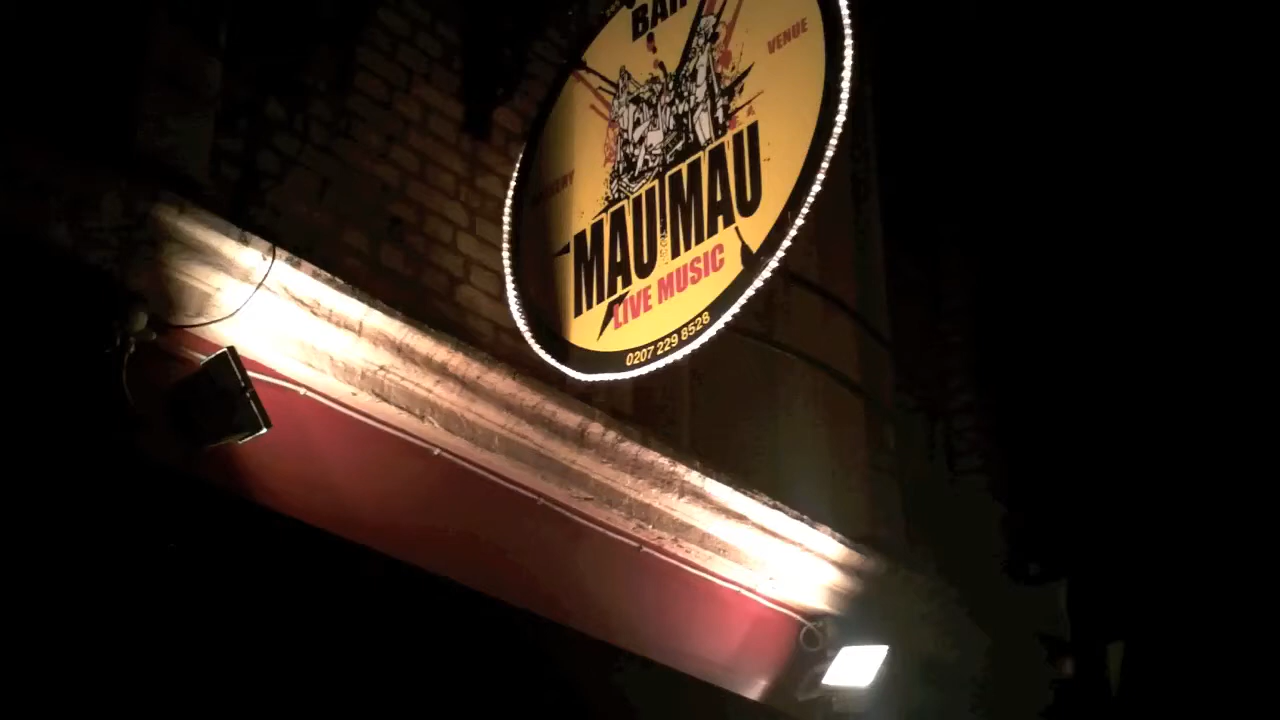 BAR
VENUE
MAU MAU
LIVE MUSIC
0207 229 8528